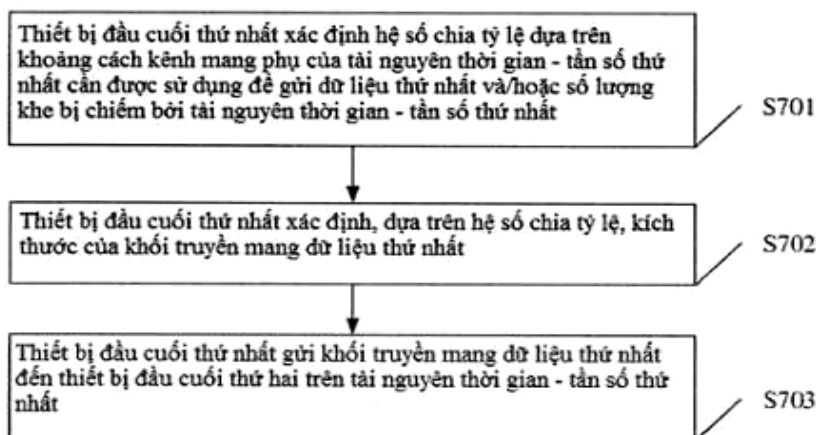 Thiết bị đầu cuối thứ nhất xác định hệ số chia tỷ lệ dựa trên
khoảng cách kênh mang phụ của tài nguyên thời gian - tần số thứ
nhất cần được sử dụng để gửi dữ liệu thứ nhất và/hoặc số lượng
khe bị chiếm bởi tài nguyên thời gian - tần số thứ nhất
S701
Thiết bị đầu cuối thứ nhất xác định, dựa trên hệ số chia tỷ lệ, kích
thước của khối truyền mang dữ liệu thứ nhất
S702
Thiết bị đầu cuối thứ nhất gửi khối truyền mang dữ liệu thứ nhất
đến thiết bị đầu cuối thứ hai trên tài nguyên thời gian - tần số thứ
nhất
S703